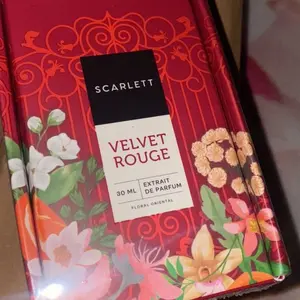 SCARLETT
VELVET
ROUGE
30 ML | EXTRAIT
DE PARFUM
FLORAL ORIENTAL